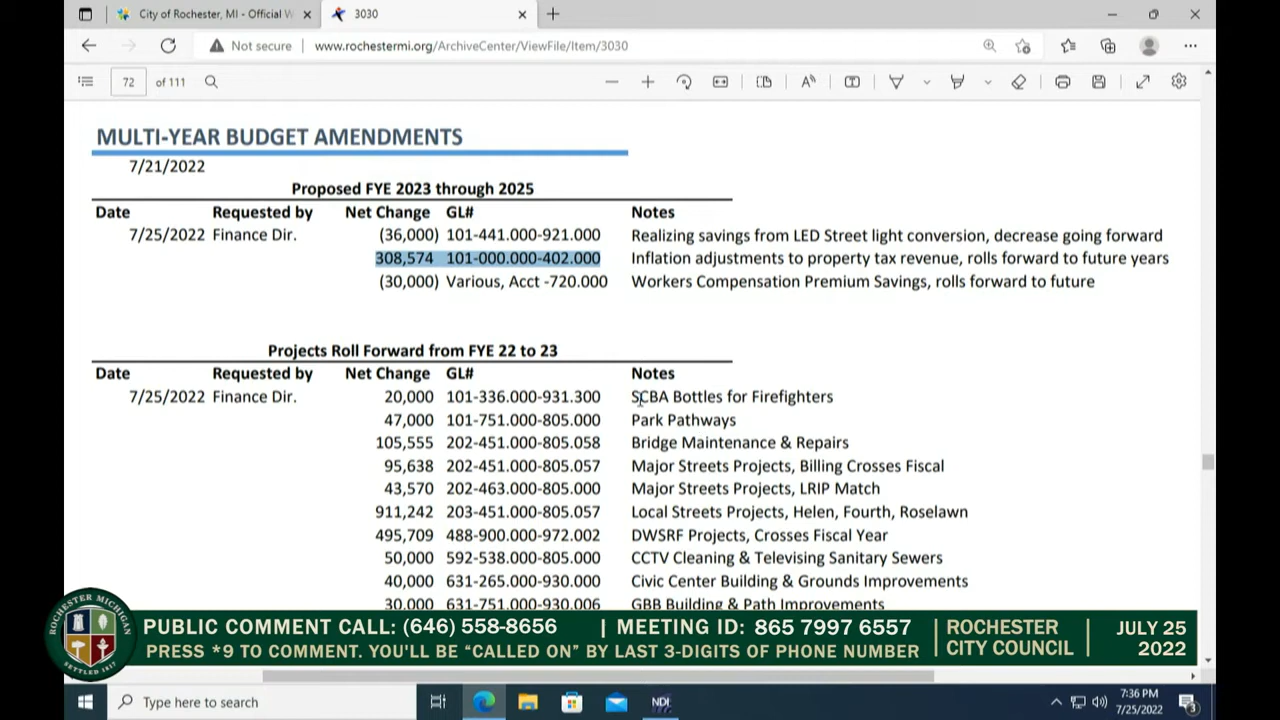 City of Rochester, MI - Official W
3030
Not secure | www.rochestermi.org/ArchiveCenter/ViewFile/Item/3030
72 of 111
MULTI-YEAR BUDGET AMENDMENTS
7/21/2022
Proposed FYE 2023 through 2025
Date Requested by Net Change GL# Notes
7/25/2022 Finance Dir. (36,000) 101-441.000-921.000 Realizing savings from LED Street light conversion, decrease going forward
308,574 101-000.000-402.000 Inflation adjustments to property tax revenue, rolls forward to future years
(30,000) Various, Acct -720.000 Workers Compensation Premium Savings, rolls forward to future
Projects Roll Forward from FYE 22 to 23
Date Requested by Net Change GL# Notes
7/25/2022 Finance Dir. 20,000 101-336.000-931.300 SCBA Bottles for Firefighters
47,000 101-751.000-805.000 Park Pathways
105,555 202-451.000-805.058 Bridge Maintenance & Repairs
95,638 202-451.000-805.057 Major Streets Projects, Billing Crosses Fiscal
43,570 202-463.000-805.000 Major Streets Projects, LRIP Match
911,242 203-451.000-805.057 Local Streets Projects, Helen, Fourth, Roselawn
495,709 488-900.000-972.002 DWSRF Projects, Crosses Fiscal Year
50,000 592-538.000-805.000 CCTV Cleaning & Televising Sanitary Sewers
40,000 631-265.000-930.000 Civic Center Building & Grounds Improvements
30,000 631-751.000-930.006 GBB Building & Path Improvements
ROCHESTER MICHIGAN
SETTLED 1817
PUBLIC COMMENT CALL: (646) 558-8656 | MEETING ID: 865 7997 6557
PRESS *9 TO COMMENT. YOU'LL BE “CALLED ON” BY LAST 3-DIGITS OF PHONE NUMBER
ROCHESTER
CITY COUNCIL
JULY 25
2022
Type here to search
NDI
7:36 PM
7/25/2022
3